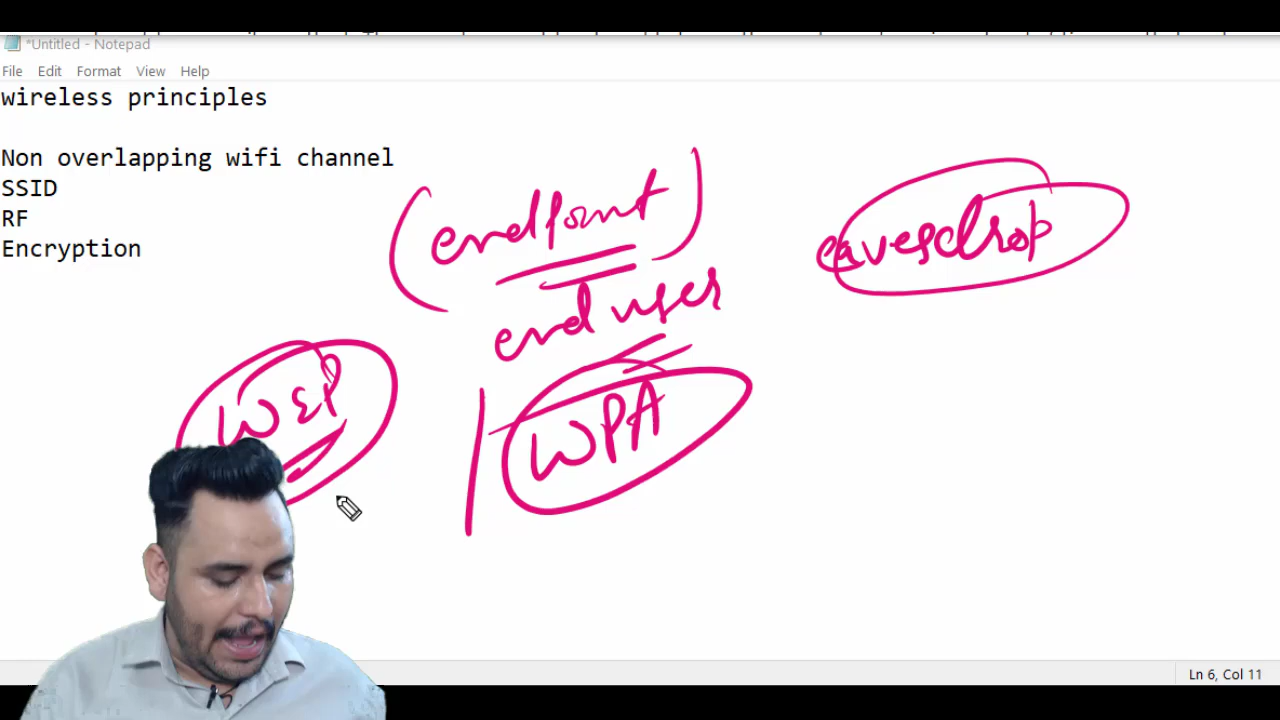 *Untitled - Notepad
File Edit Format View Help
wireless principles
Non overlapping wifi channel
SSID
RF
Encryption
(endpoint)
eavesdrop
end user
WEP
WPA
Ln 6, Col 11